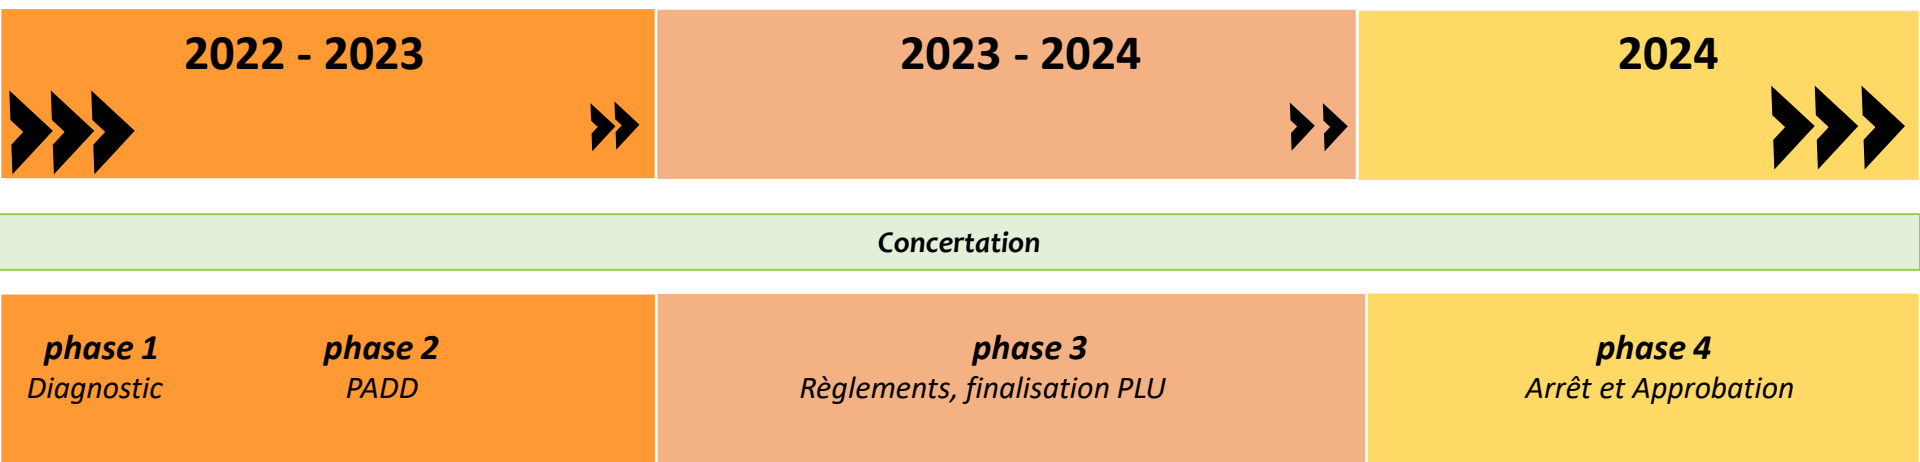 2022 - 2023
2023 - 2024
2024
Concertation
phase 1
Diagnostic
phase 2
PADD
phase 3
Règlements, finalisation PLU
phase 4
Arrêt et Approbation